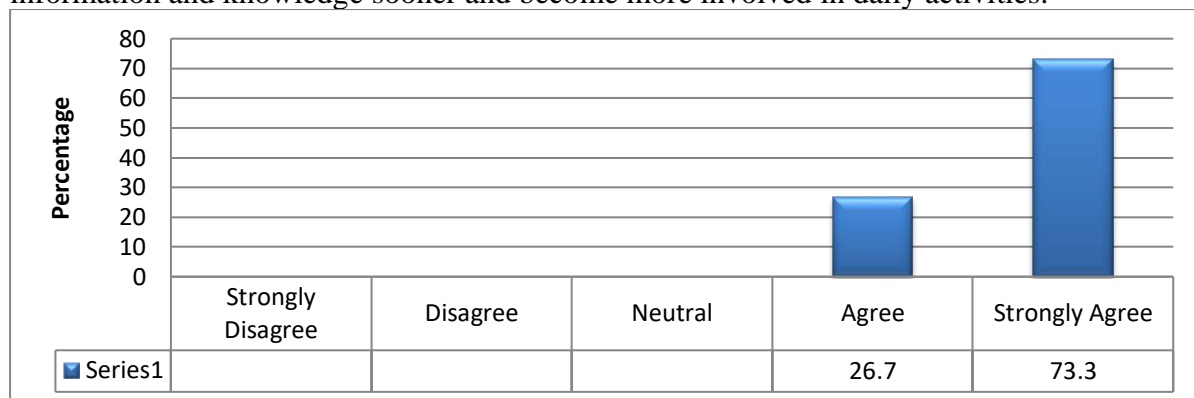 information and knowledge sooner and become more involved in daily activities.
80
70
60
50
40
30
20
10
0
Percentage
Strongly
Disagree
Disagree
Neutral
Agree
Strongly Agree
Series1
26.7
73.3